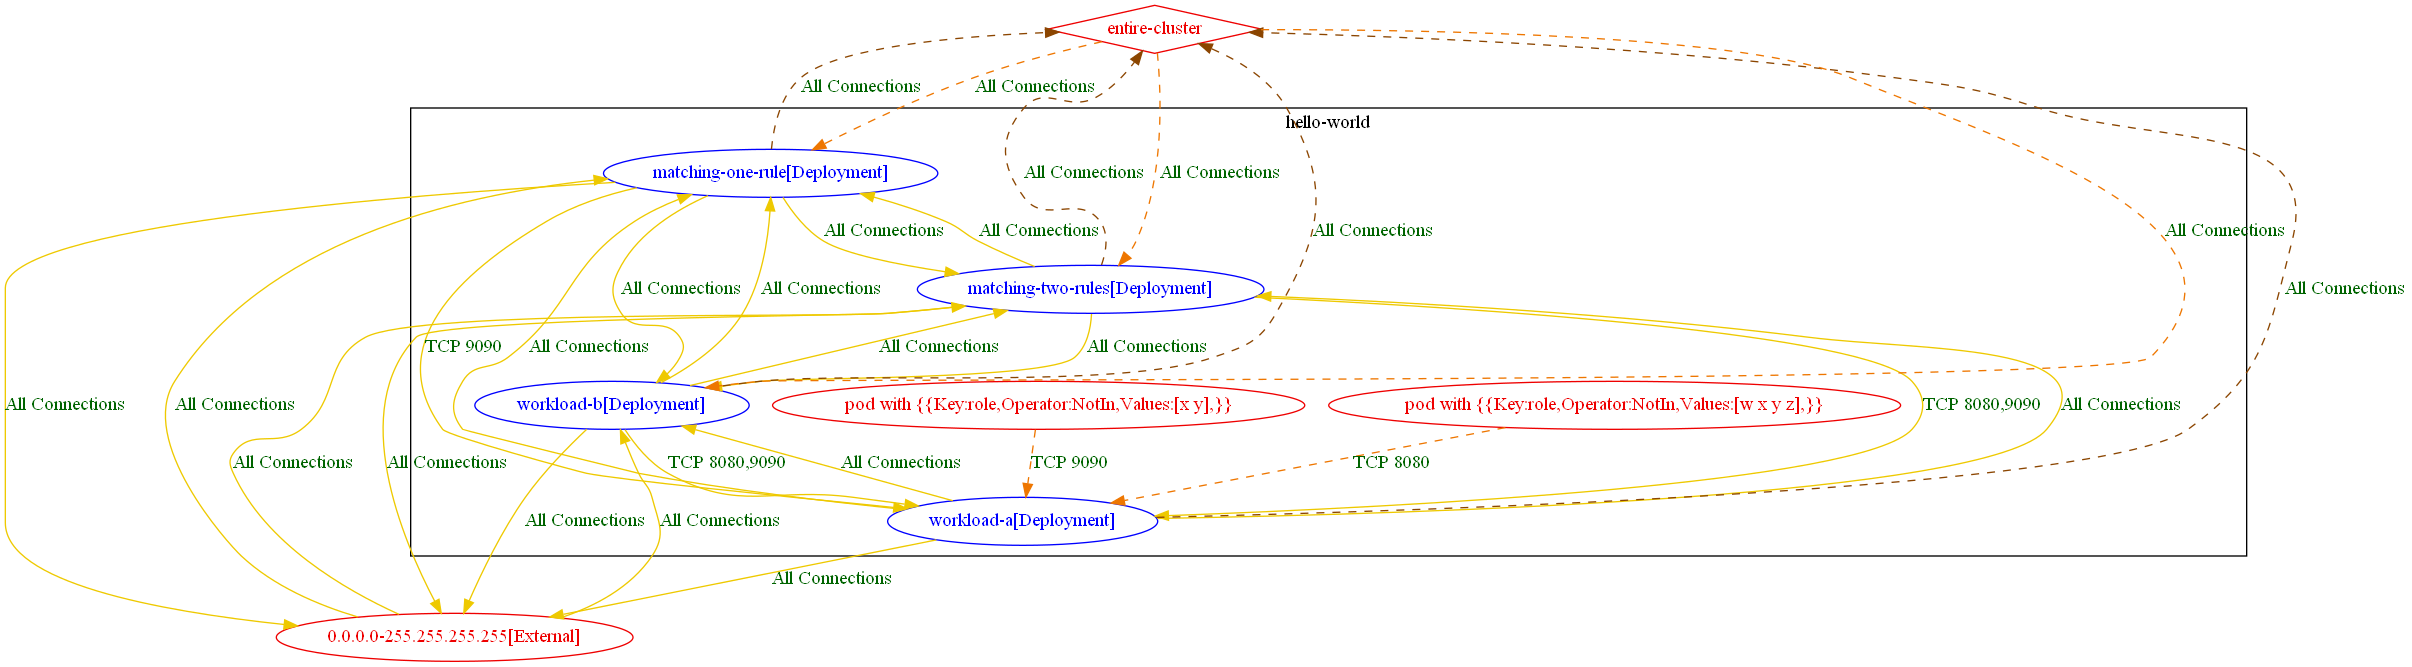 entire-cluster
All Connections
All Connections
hello-world
matching-one-rule[Deployment]
All Connections
All Connections
All Connections
All Connections
All Connections
All Connections
All Connections
All Connections
matching-two-rules[Deployment]
All Connections
TCP 9090
All Connections
All Connections
All Connections
All Connections
All Connections
All Connections
workload-b[Deployment]
pod with {{Key:role,Operator:NotIn,Values:[x y],}}
pod with {{Key:role,Operator:NotIn,Values:[w x y z],}}
TCP 8080,9090
All Connections
All Connections
All Connections
TCP 8080,9090
All Connections
TCP 9090
TCP 8080
All Connections
All Connections
workload-a[Deployment]
All Connections
0.0.0.0-255.255.255.255[External]